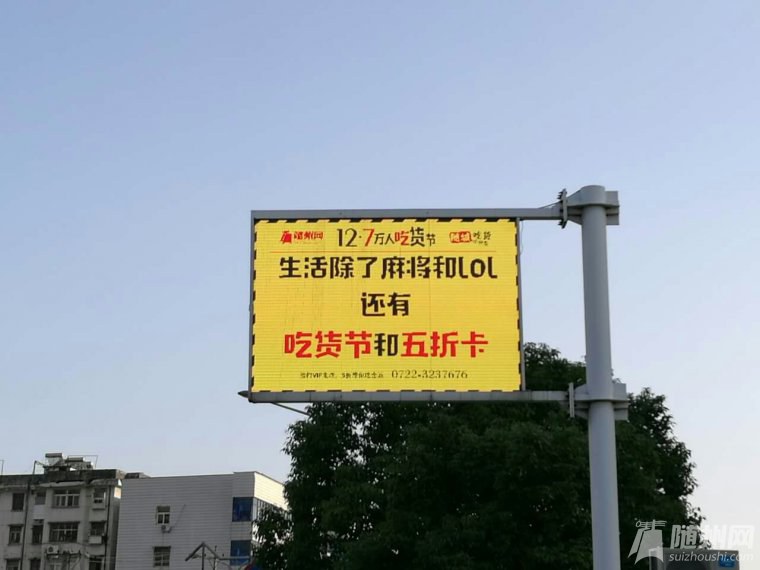 随州网 12·7万人吃货节
生活除了麻将和LOL
还有
吃货节和五折卡
0722-3237676
随州网
suizhoushi.com